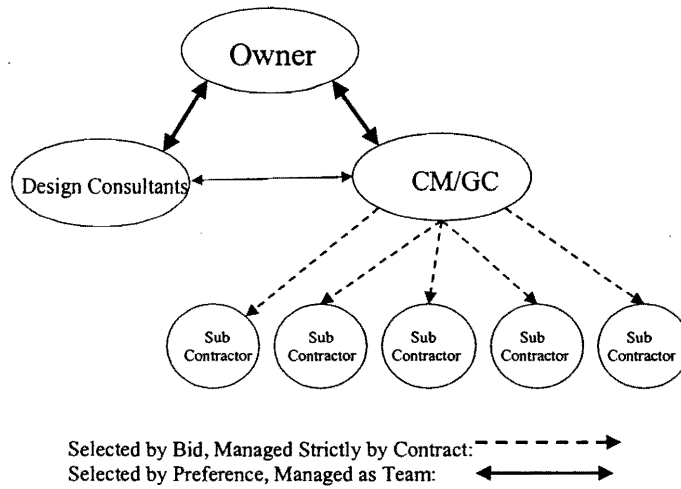 Owner
Design Consultants
CM/GC
Sub
Contractor
Sub
Contractor
Sub
Contractor
Sub
Contractor
Sub
Contractor
Selected by Bid, Managed Strictly by Contract:
Selected by Preference, Managed as Team: